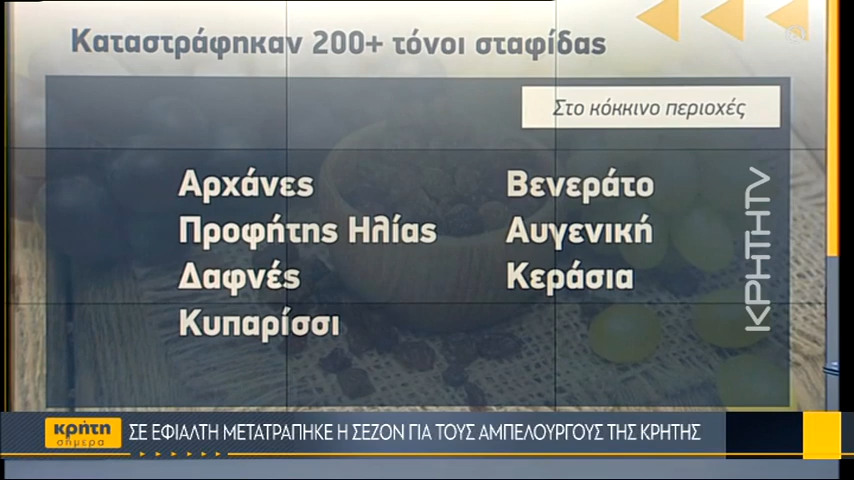 Καταστράφηκαν 200+ τόνοι σταφίδας
Στο κόκκινο περιοχές
Αρχάνες
Προφήτης Ηλίας
Δαφνές
Κυπαρίσσι
Βενεράτο
Αυγενική
Κεράσια
ΚΡΗΤΗTV
κρήτη
σήμερα
ΣΕ ΕΦΙΑΛΤΗ ΜΕΤΑΤΡΑΠΗΚΕ Η ΣΕΖΟΝ ΓΙΑ ΤΟΥΣ ΑΜΠΕΛΟΥΡΓΟΥΣ ΤΗΣ ΚΡΗΤΗΣ